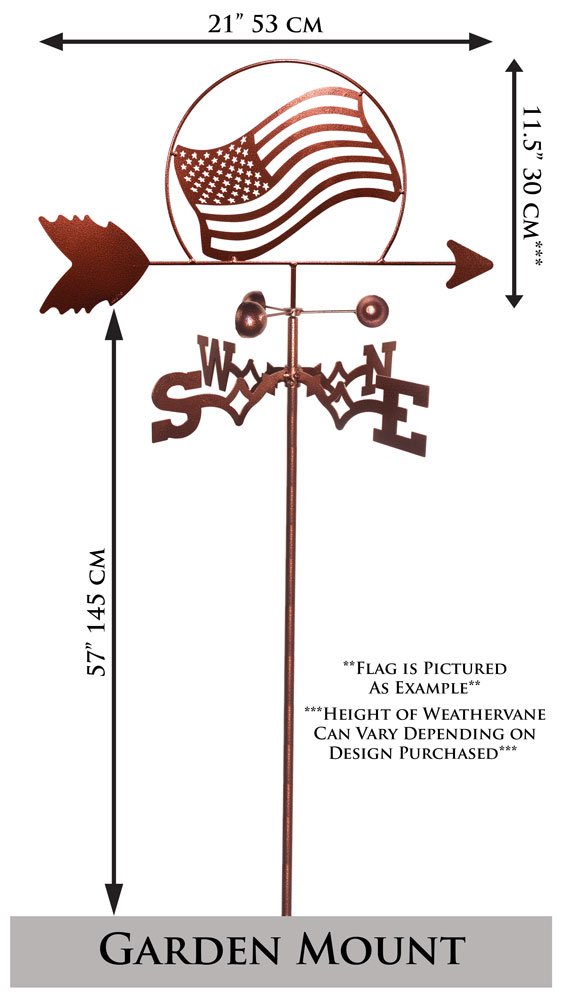 21” 53 cm
11.5” 30 cm***
W
N
S
E
57” 145 cm
**Flag is Pictured
As Example**
***Height of Weathervane
Can Vary Depending on
Design Purchased***
Garden Mount